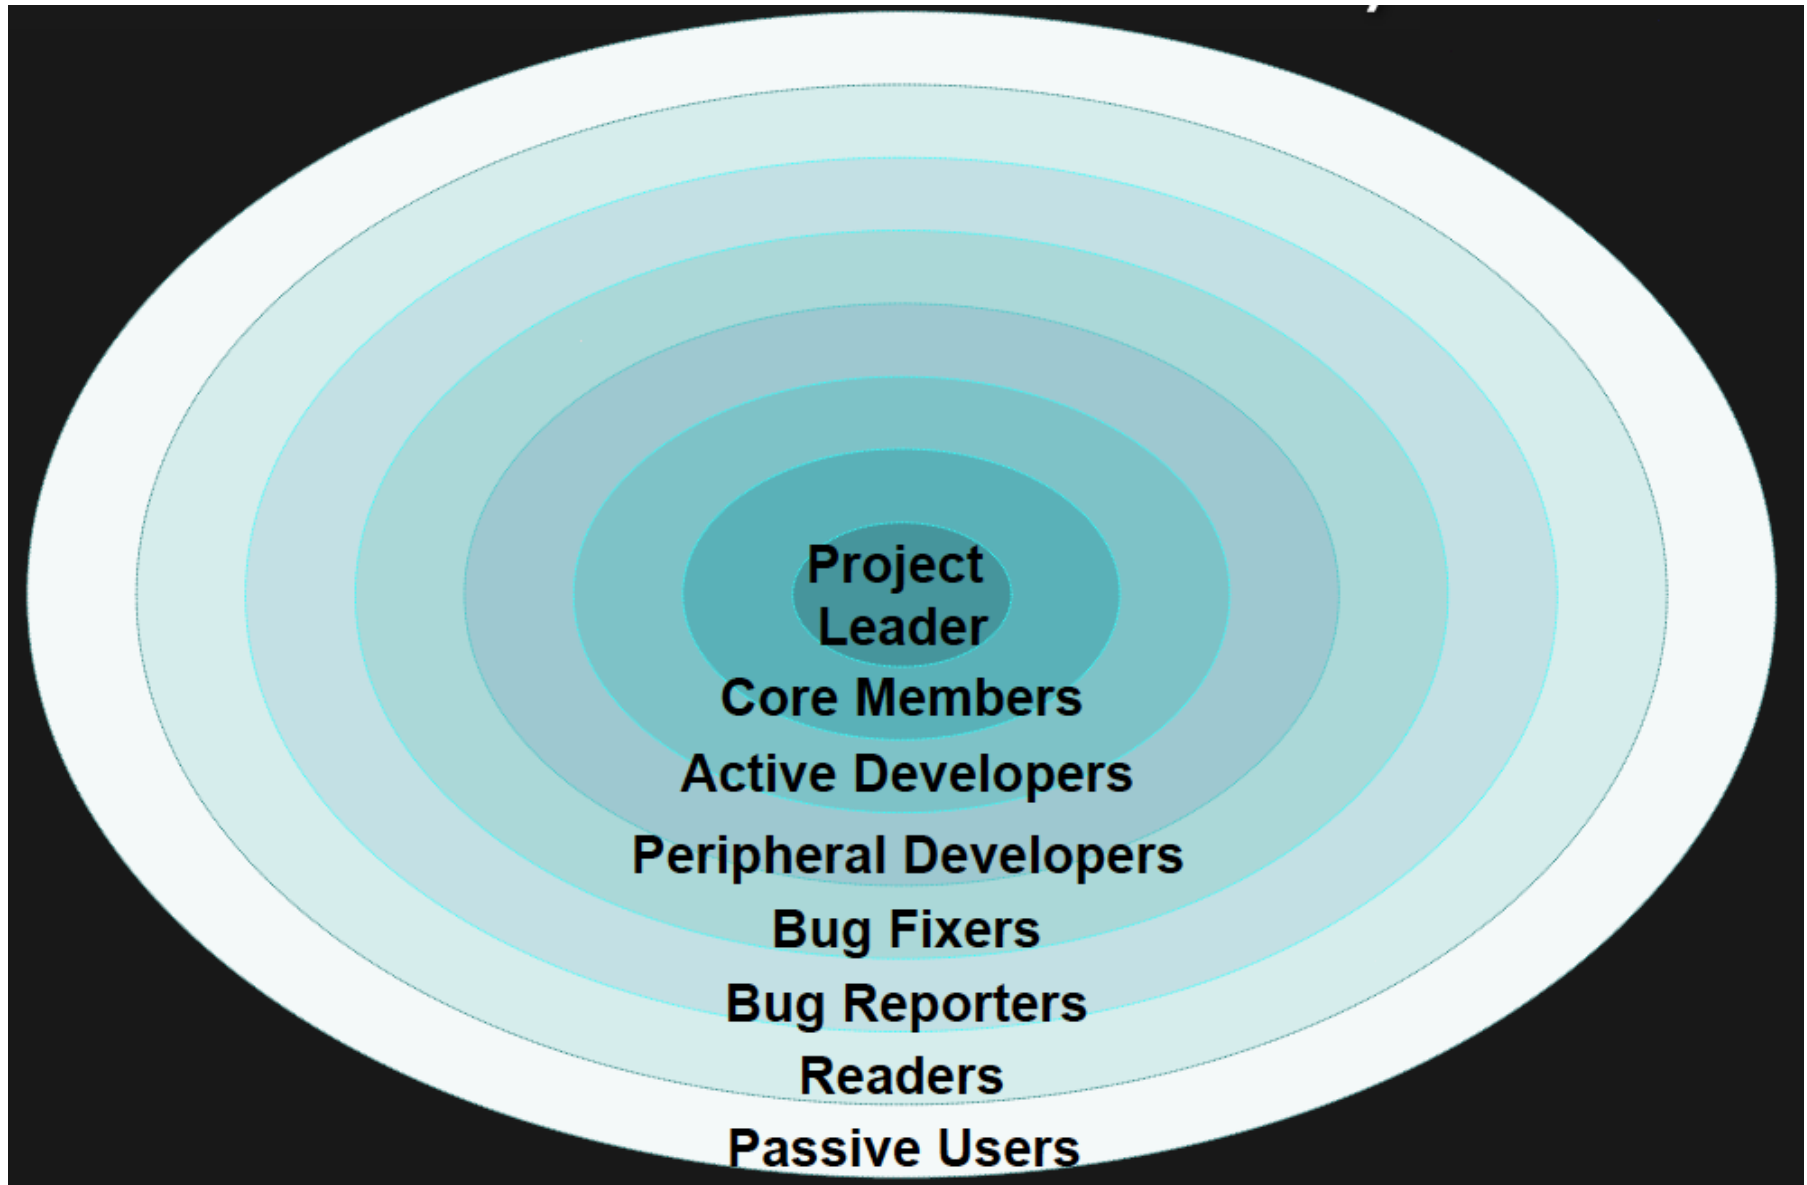 Project
Leader
Core Members
Active Developers
Peripheral Developers
Bug Fixers
Bug Reporters
Readers
Passive Users